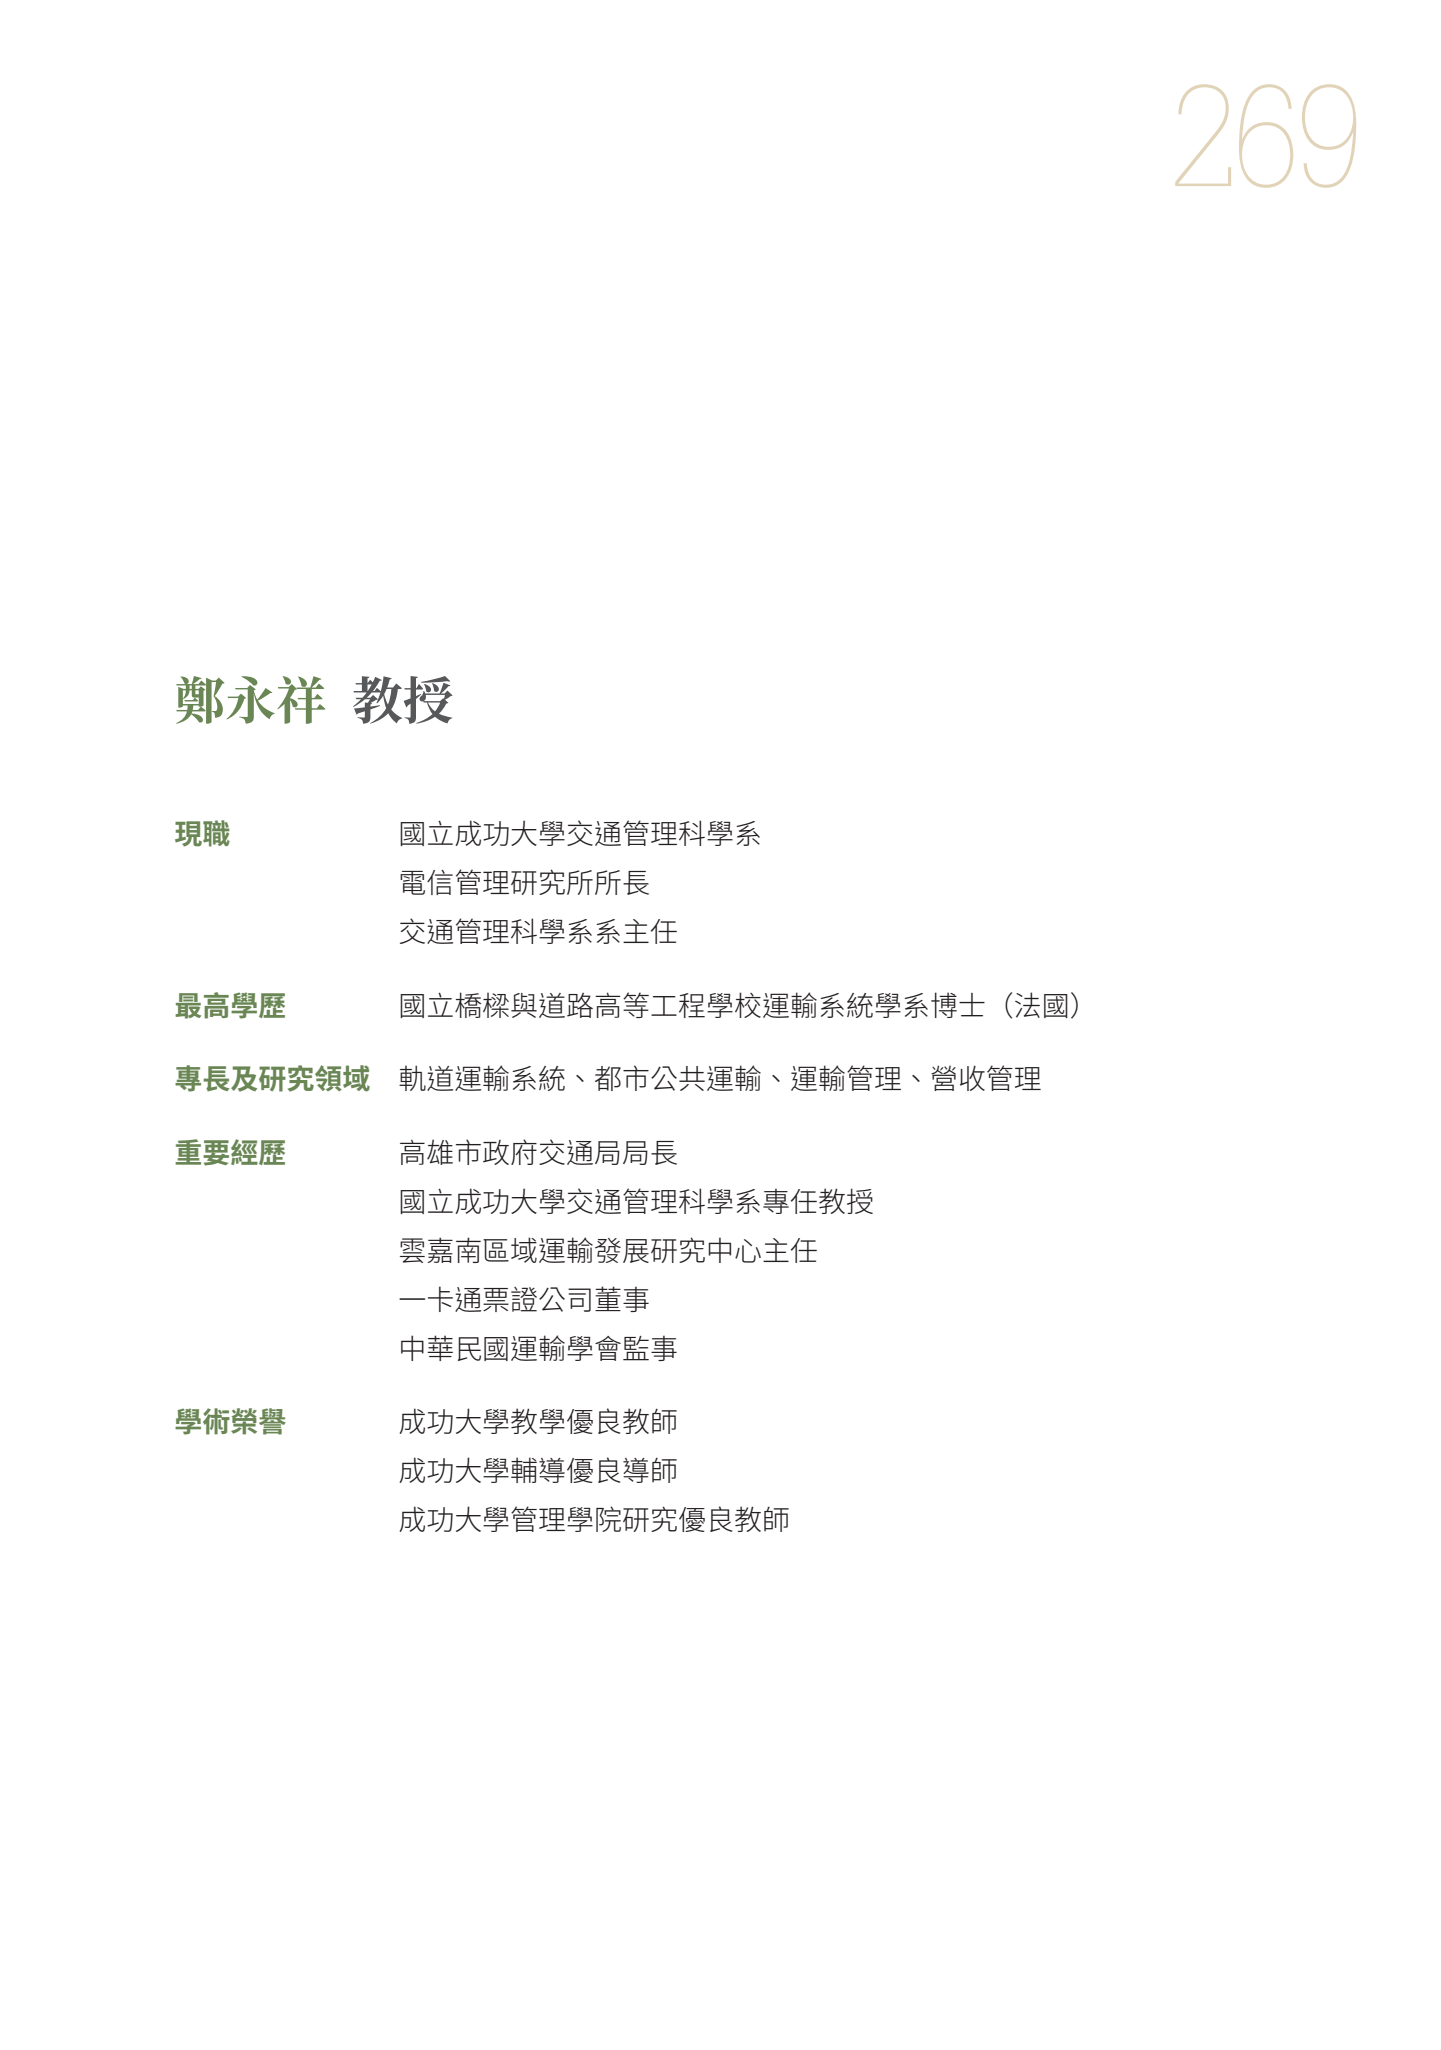 269
鄭永祥 教授
現職 國立成功大學交通管理科學系
電信管理研究所所長
交通管理科學系系主任
最高學歷 國立橋樑與道路高等工程學校運輸系統學系博士（法國）
專長及研究領域 軌道運輸系統、都市公共運輸、運輸管理、營收管理
重要經歷 高雄市政府交通局局長
國立成功大學交通管理科學系專任教授
雲嘉南區域運輸發展研究中心主任
一卡通票證公司董事
中華民國運輸學會監事
學術榮譽 成功大學教學優良教師
成功大學輔導優良導師
成功大學管理學院研究優良教師